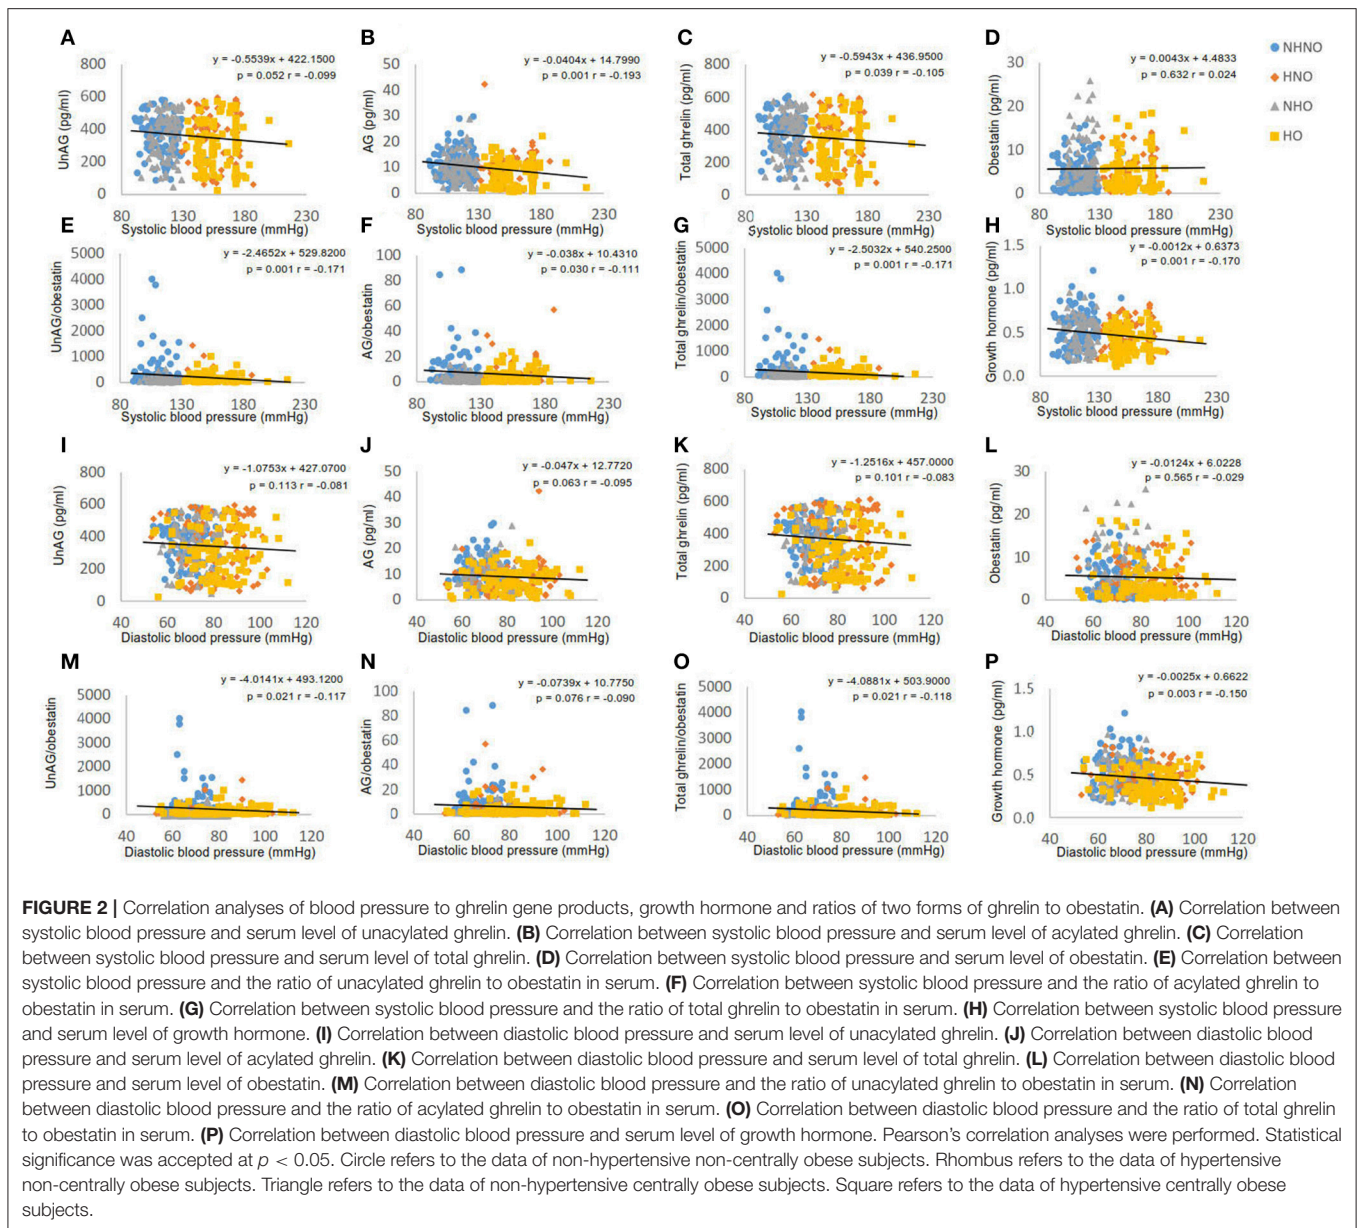 A
B
C
D
y = -0.5539x + 422.1500
p = 0.052 r = -0.099
800
600
400
200
0
UnAG (pg/ml)
80 130 180 230
Systolic blood pressure (mmHg)
y = -0.0404x + 14.7990
p = 0.001 r = -0.193
50
40
30
20
10
0
AG (pg/ml)
80 130 180 230
Systolic blood pressure (mmHg)
y = -0.5943x + 436.9500
p = 0.039 r = -0.105
800
600
400
200
0
Total ghrelin (pg/ml)
80 130 180 230
Systolic blood pressure (mmHg)
y = 0.0043x + 4.4833
p = 0.632 r = 0.024
30
20
10
0
Obestatin (pg/ml)
80 130 180 230
Systolic blood pressure (mmHg)
NHNO
HNO
NHO
HO
E
F
G
H
y = -2.4652x + 529.8200
p = 0.001 r = -0.171
5000
4000
3000
2000
1000
0
UnAG/obestatin
80 130 180 230
Systolic blood pressure (mmHg)
y = -0.038x + 10.4310
p = 0.030 r = -0.111
100
80
60
40
20
0
AG/obestatin
80 130 180 230
Systolic blood pressure (mmHg)
y = -2.5032x + 540.2500
p = 0.001 r = -0.171
5000
4000
3000
2000
1000
0
Total ghrelin/obestatin
80 130 180 230
Systolic blood pressure (mmHg)
y = -0.0012x + 0.6373
p = 0.001 r = -0.170
1.5
1.0
0.5
0.0
Growth hormone (pg/ml)
80 130 180 230
Systolic blood pressure (mmHg)
I
J
K
L
y = -1.0753x + 427.0700
p = 0.113 r = -0.081
800
600
400
200
0
UnAG (pg/ml)
40 60 80 100 120
Diastolic blood pressure (mmHg)
y = -0.047x + 12.7720
p = 0.063 r = -0.095
50
40
30
20
10
0
AG (pg/ml)
40 60 80 100 120
Diastolic blood pressure (mmHg)
y = -1.2516x + 457.0000
p = 0.101 r = -0.083
800
600
400
200
0
Total ghrelin (pg/ml)
40 60 80 100 120
Diastolic blood pressure (mmHg)
y = -0.0124x + 6.0228
p = 0.565 r = -0.029
30
20
10
0
Obestatin (pg/ml)
40 60 80 100 120
Diastolic blood pressure (mmHg)
M
N
O
P
y = -4.0141x + 493.1200
p = 0.021 r = -0.117
5000
4000
3000
2000
1000
0
UnAG/obestatin
40 60 80 100 120
Diastolic blood pressure (mmHg)
y = -0.0739x + 10.7750
p = 0.076 r = -0.090
100
80
60
40
20
0
AG/obestatin
40 60 80 100 120
Diastolic blood pressure (mmHg)
y = -4.0881x + 503.9000
p = 0.021 r = -0.118
5000
4000
3000
2000
1000
0
Total ghrelin/obestatin
40 60 80 100 120
Diastolic blood pressure (mmHg)
y = -0.0025x + 0.6622
p = 0.003 r = -0.150
1.5
1.0
0.5
0.0
Growth hormone (pg/ml)
40 60 80 100 120
Diastolic blood pressure (mmHg)
FIGURE 2 | Correlation analyses of blood pressure to ghrelin gene products, growth hormone and ratios of two forms of ghrelin to obestatin. (A) Correlation between
systolic blood pressure and serum level of unacylated ghrelin. (B) Correlation between systolic blood pressure and serum level of acylated ghrelin. (C) Correlation
between systolic blood pressure and serum level of total ghrelin. (D) Correlation between systolic blood pressure and serum level of obestatin. (E) Correlation between
systolic blood pressure and the ratio of unacylated ghrelin to obestatin in serum. (F) Correlation between systolic blood pressure and the ratio of acylated ghrelin to
obestatin in serum. (G) Correlation between systolic blood pressure and the ratio of total ghrelin to obestatin in serum. (H) Correlation between systolic blood pressure
and serum level of growth hormone. (I) Correlation between diastolic blood pressure and serum level of unacylated ghrelin. (J) Correlation between diastolic blood
pressure and serum level of acylated ghrelin. (K) Correlation between diastolic blood pressure and serum level of total ghrelin. (L) Correlation between diastolic blood
pressure and serum level of obestatin. (M) Correlation between diastolic blood pressure and the ratio of unacylated ghrelin to obestatin in serum. (N) Correlation
between diastolic blood pressure and the ratio of acylated ghrelin to obestatin in serum. (O) Correlation between diastolic blood pressure and the ratio of total ghrelin
to obestatin in serum. (P) Correlation between diastolic blood pressure and serum level of growth hormone. Pearson's correlation analyses were performed. Statistical
significance was accepted at p < 0.05. Circle refers to the data of non-hypertensive non-centrally obese subjects. Rhombus refers to the data of hypertensive
non-centrally obese subjects. Triangle refers to the data of non-hypertensive centrally obese subjects. Square refers to the data of hypertensive centrally obese
subjects.